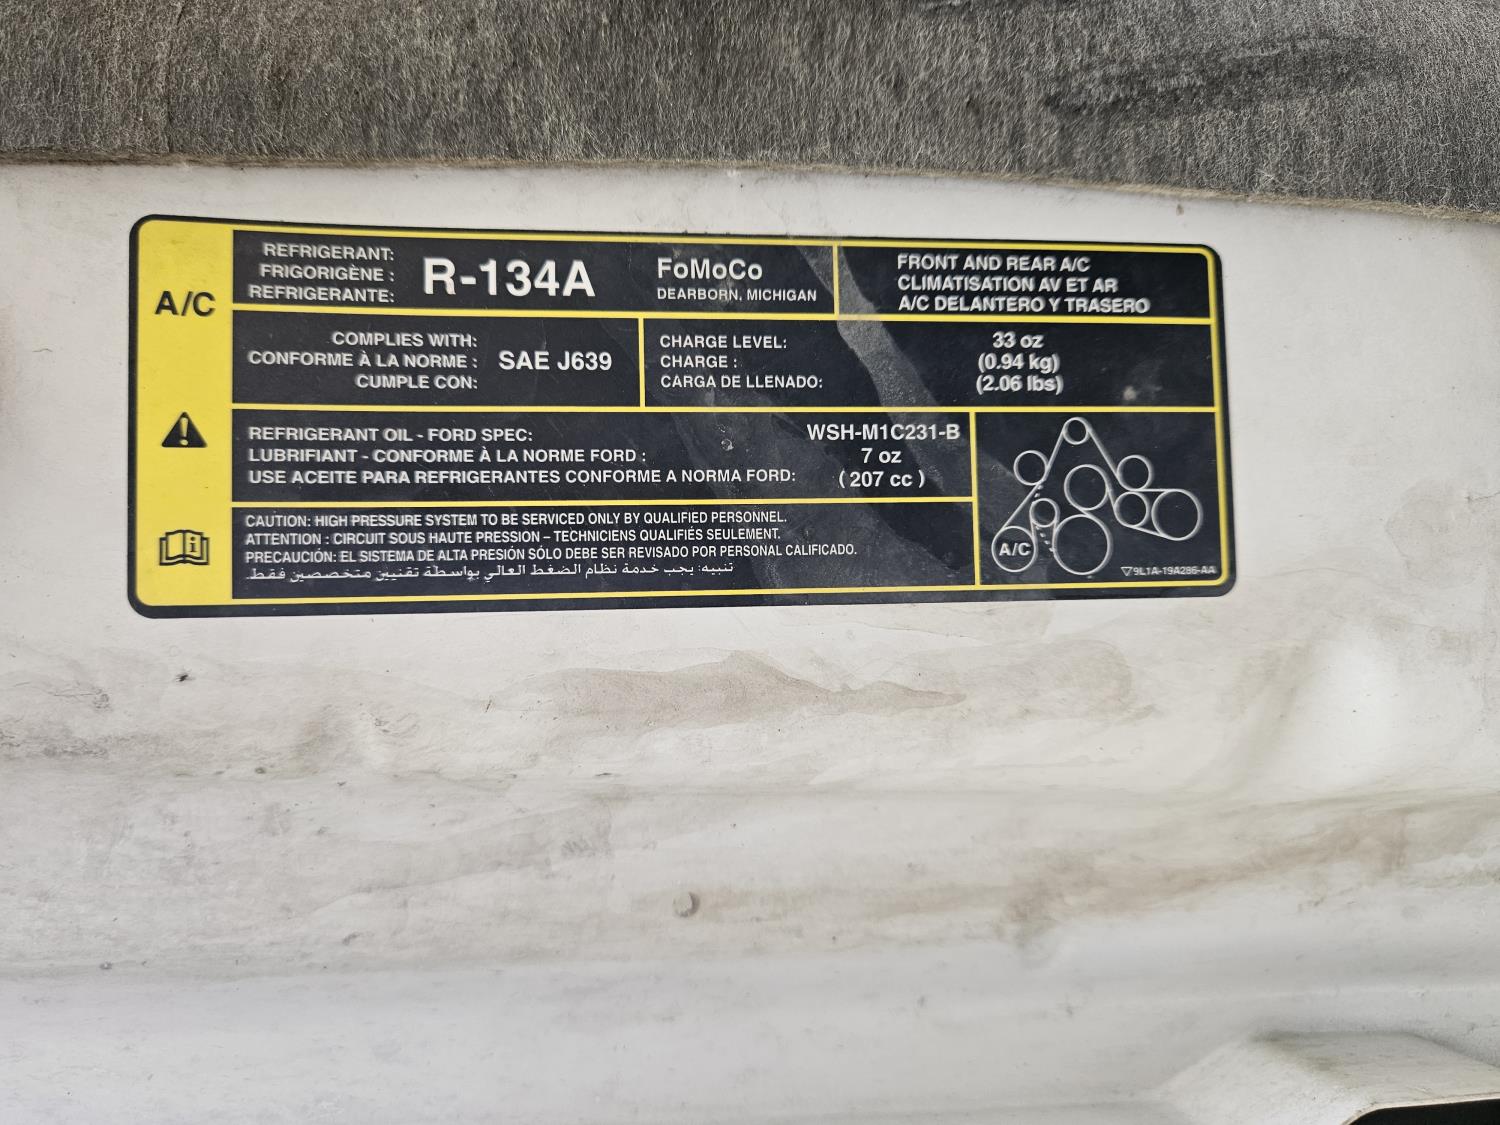 A/C
REFRIGERANT:
FRIGORIGÈNE :
REFRIGERANTE:
R-134A
FoMoCo
DEARBORN, MICHIGAN
FRONT AND REAR A/C
CLIMATISATION AV ET AR
A/C DELANTERO Y TRASERO
COMPLIES WITH:
CONFORME À LA NORME :
CUMPLE CON:
SAE J639
CHARGE LEVEL:
CHARGE :
CARGA DE LLENADO:
33 oz
(0.94 kg)
(2.06 lbs)
REFRIGERANT OIL - FORD SPEC:
LUBRIFIANT - CONFORME À LA NORME FORD :
USE ACEITE PARA REFRIGERANTES CONFORME A NORMA FORD:
WSH-M1C231-B
7 oz
( 207 cc )
CAUTION: HIGH PRESSURE SYSTEM TO BE SERVICED ONLY BY QUALIFIED PERSONNEL.
ATTENTION : CIRCUIT SOUS HAUTE PRESSION – TECHNICIENS QUALIFIÉS SEULEMENT.
PRECAUCIÓN: EL SISTEMA DE ALTA PRESIÓN SÓLO DEBE SER REVISADO POR PERSONAL CALIFICADO.
تنبيه: يجب خدمة نظام الضغط العالي بواسطة تقنيين متخصصين فقط.
A/C
9L1A-19A286-AA